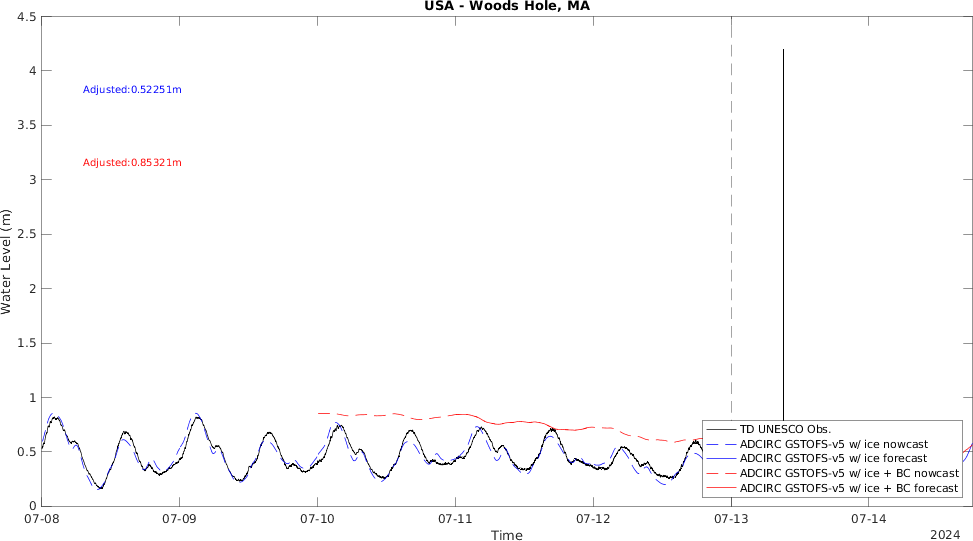 USA - Woods Hole, MA
4.5
4
3.5
3
2.5
2
1.5
1
0.5
0
Water Level (m)
Adjusted:0.52251m
Adjusted:0.85321m
TD UNESCO Obs.
ADCIRC GSTOFS-v5 w/ ice nowcast
ADCIRC GSTOFS-v5 w/ ice forecast
ADCIRC GSTOFS-v5 w/ ice + BC nowcast
ADCIRC GSTOFS-v5 w/ ice + BC forecast
07-08 07-09 07-10 07-11 07-12 07-13 07-14
Time
2024